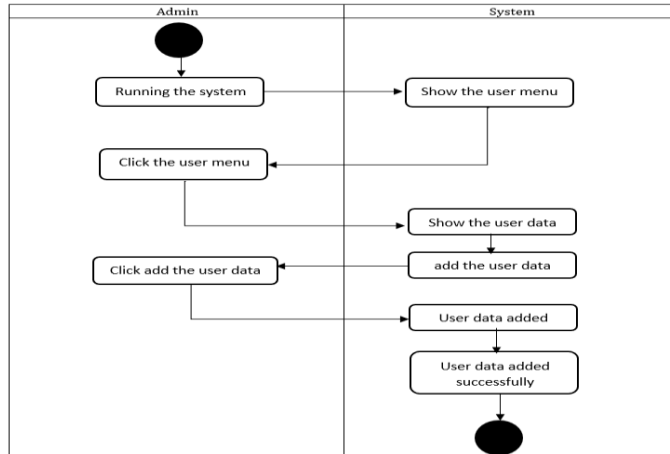 Admin
System
Running the system
Show the user menu
Click the user menu
Show the user data
add the user data
Click add the user data
User data added
User data added
successfully